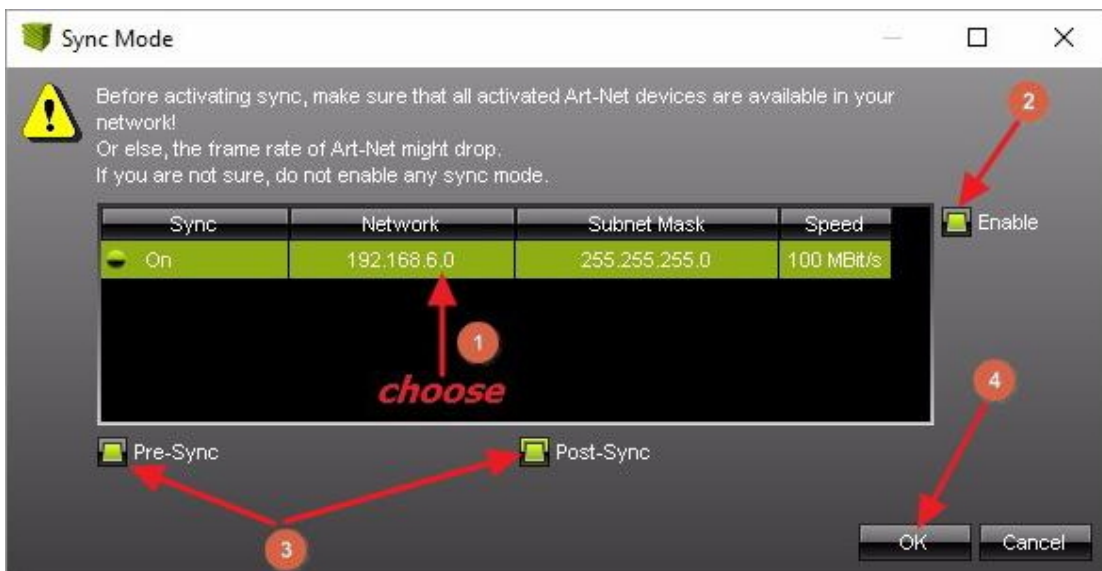 Sync Mode
Before activating sync, make sure that all activated Art-Net devices are available in your
network!
Or else, the frame rate of Art-Net might drop.
If you are not sure, do not enable any sync mode.
2
Sync Network Subnet Mask Speed
Enable
On 192.168.6.0 255.255.255.0 100 MBit/s
1
choose
4
Pre-Sync Post-Sync
3
OK Cancel